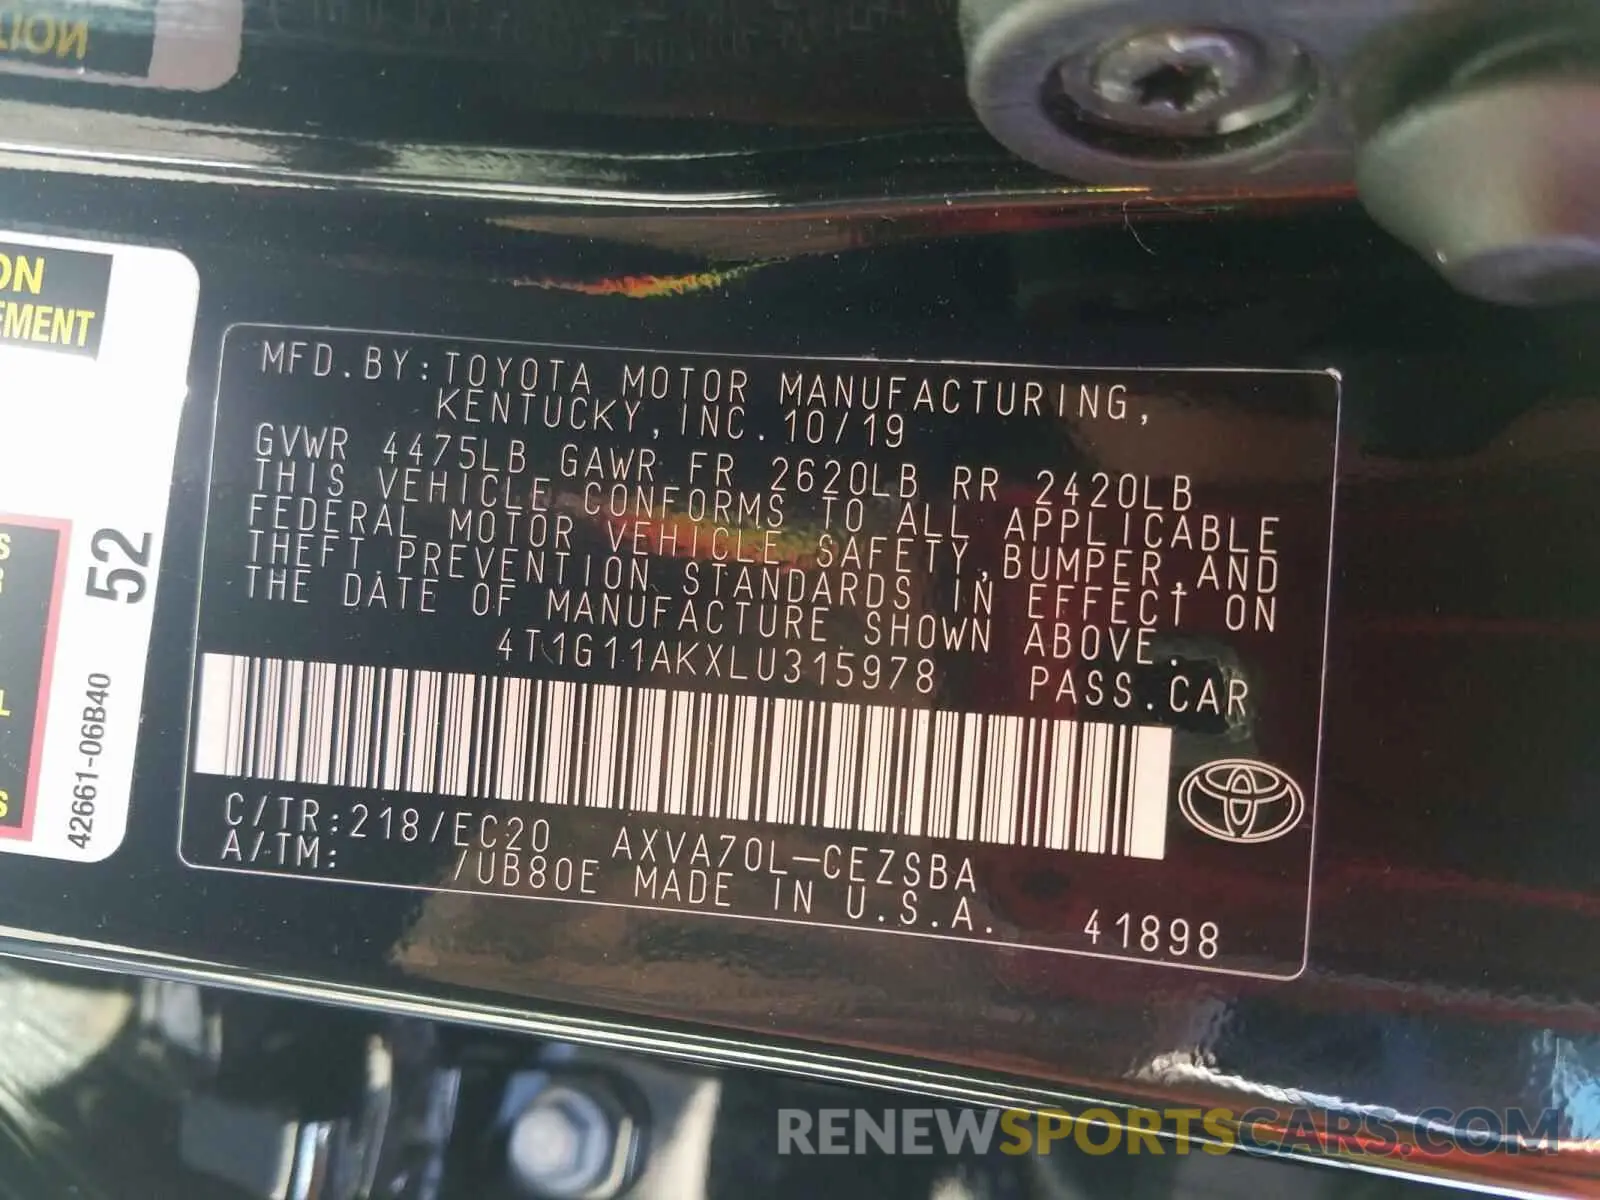 ON
EMENT
S
L
S
52
42661-06B40
MFD.BY:TOYOTA MOTOR MANUFACTURING,
KENTUCKY,INC. 10/19
GVWR 4475LB GAWR FR 2620LB RR 2420LB
THIS VEHICLE CONFORMS TO ALL APPLICABLE
FEDERAL MOTOR VEHICLE SAFETY,BUMPER,AND
THEFT PREVENTION STANDARDS IN EFFECT ON
THE DATE OF MANUFACTURE SHOWN ABOVE.
4T1G11AKXLU315978 PASS.CAR
C/TR:218/EC20 AXVA70L-CEZSBA
A/TM: /UB80E MADE IN U.S.A.
41898
RENEWSPORTSCARS.COM